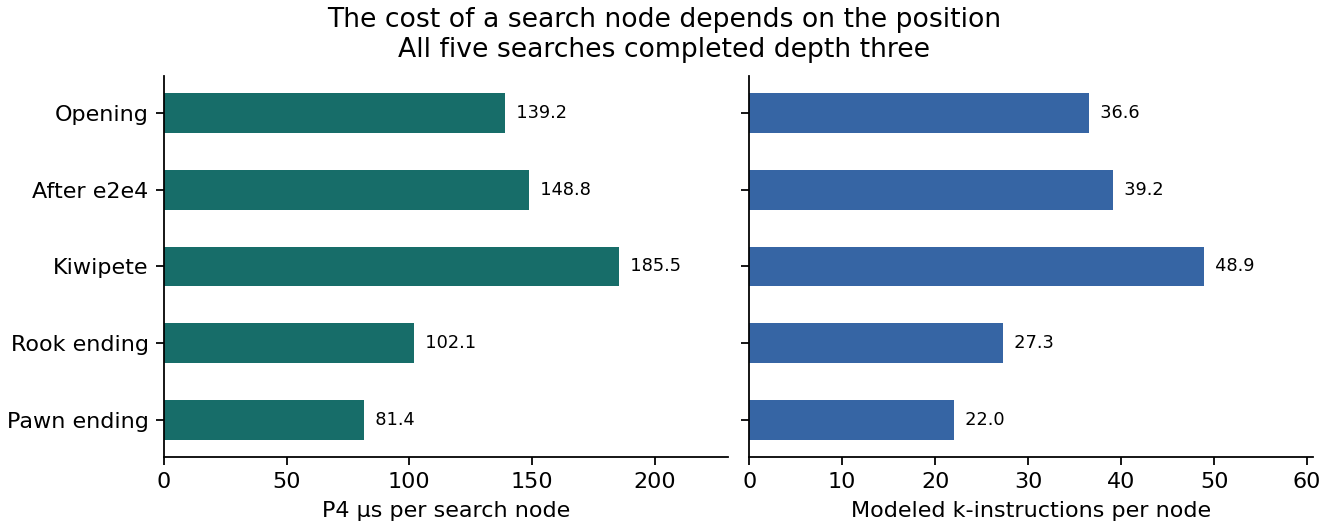 The cost of a search node depends on the position
All five searches completed depth three
Opening
139.2
36.6
After e2e4
148.8
39.2
Kiwipete
185.5
48.9
Rook ending
102.1
27.3
Pawn ending
81.4
22.0
0 50 100 150 200
0 10 20 30 40 50 60
P4 µs per search node
Modeled k-instructions per node